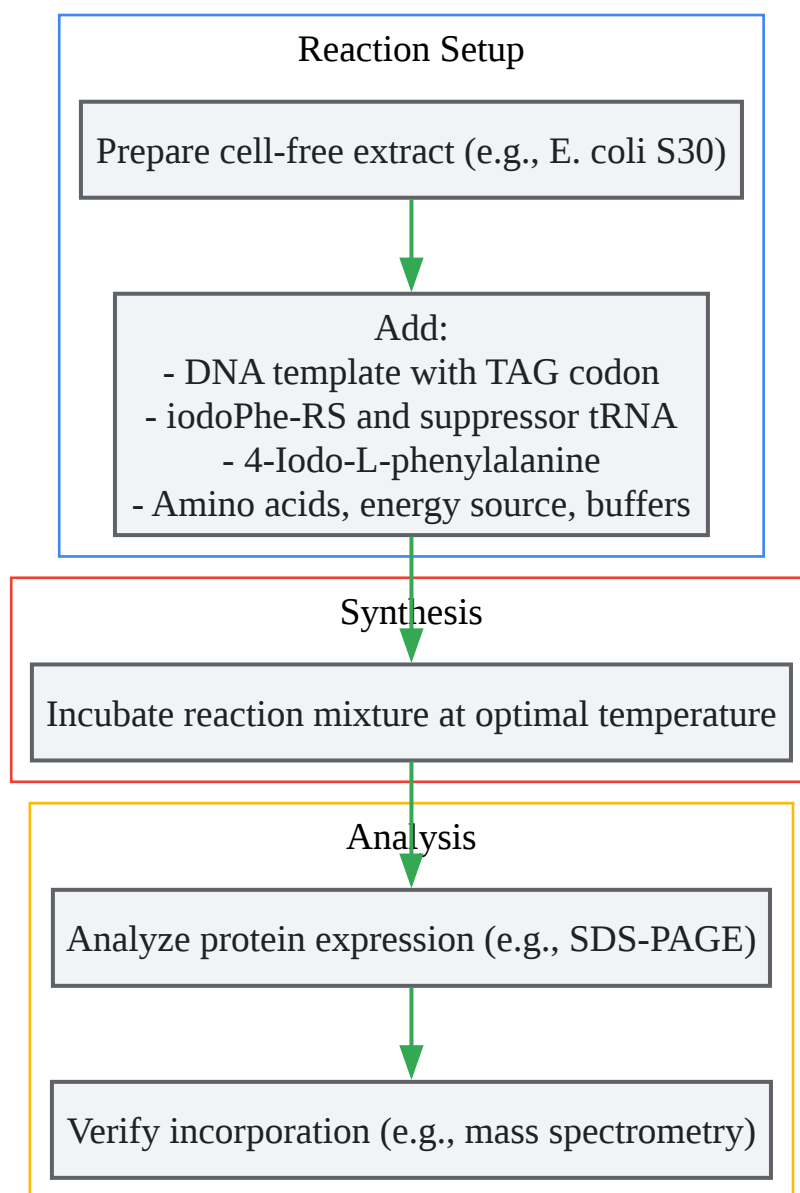 Reaction Setup
Prepare cell-free extract (e.g., E. coli S30)
Add:
- DNA template with TAG codon
- iodoPhe-RS and suppressor tRNA
- 4-Iodo-L-phenylalanine
- Amino acids, energy source, buffers
Synthesis
Incubate reaction mixture at optimal temperature
Analysis
Analyze protein expression (e.g., SDS-PAGE)
Verify incorporation (e.g., mass spectrometry)